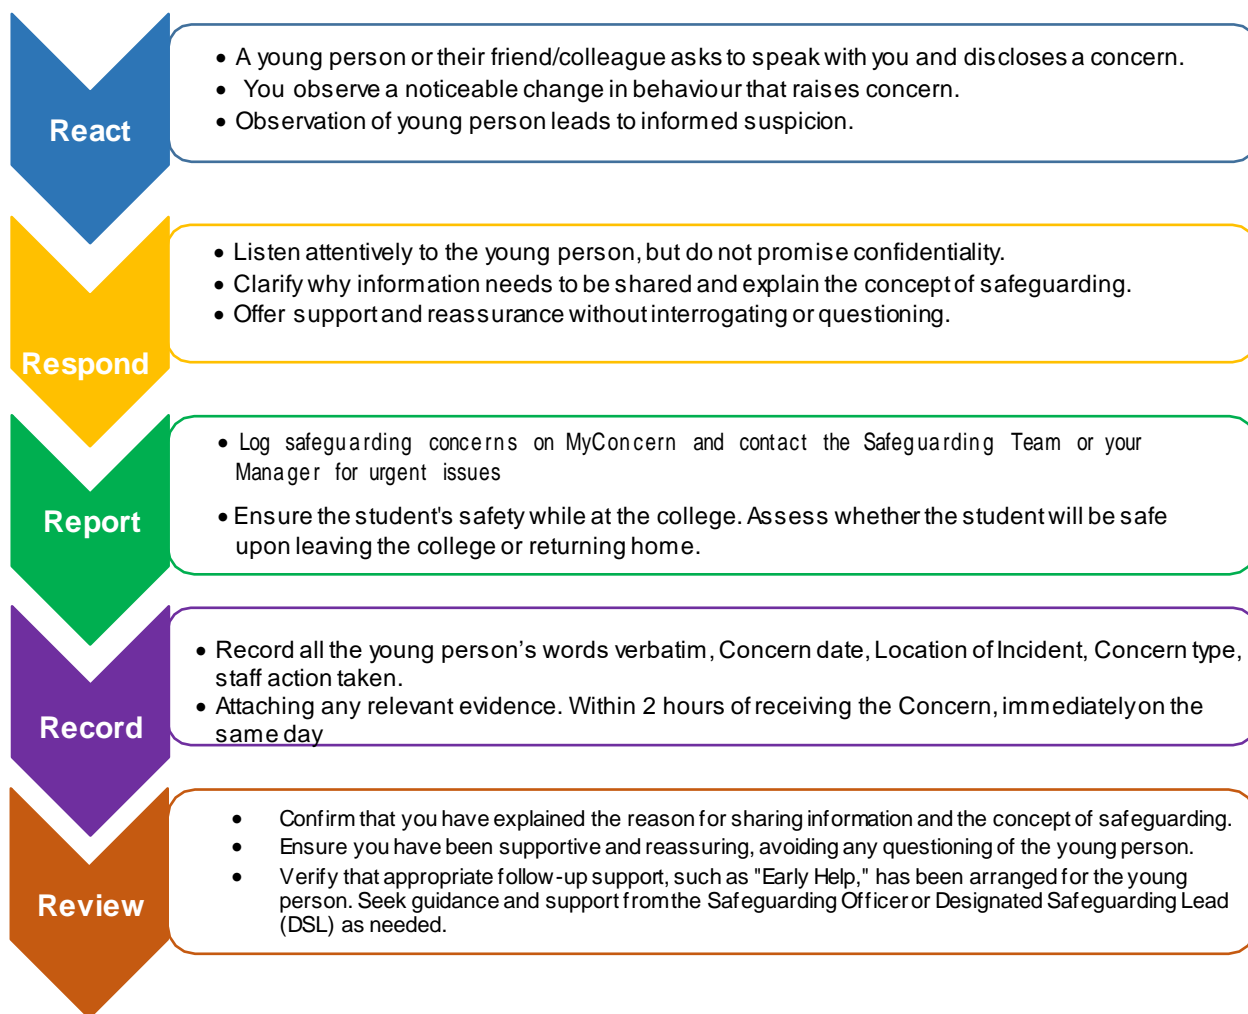 React
• A young person or their friend/colleague asks to speak with you and discloses a concern.
• You observe a noticeable change in behaviour that raises concern.
• Observation of young person leads to informed suspicion.
Respond
• Listen attentively to the young person, but do not promise confidentiality.
• Clarify why information needs to be shared and explain the concept of safeguarding.
• Offer support and reassurance without interrogating or questioning.
Report
• Log safeguarding concerns on MyConcern and contact the Safeguarding Team or your
Manager for urgent issues
• Ensure the student's safety while at the college. Assess whether the student will be safe
upon leaving the college or returning home.
Record
• Record all the young person’s words verbatim, Concern date, Location of Incident, Concern type,
staff action taken.
• Attaching any relevant evidence. Within 2 hours of receiving the Concern, immediately on the
same day
Review
• Confirm that you have explained the reason for sharing information and the concept of safeguarding.
• Ensure you have been supportive and reassuring, avoiding any questioning of the young person.
• Verify that appropriate follow-up support, such as "Early Help," has been arranged for the young
person. Seek guidance and support from the Safeguarding Officer or Designated Safeguarding Lead
(DSL) as needed.